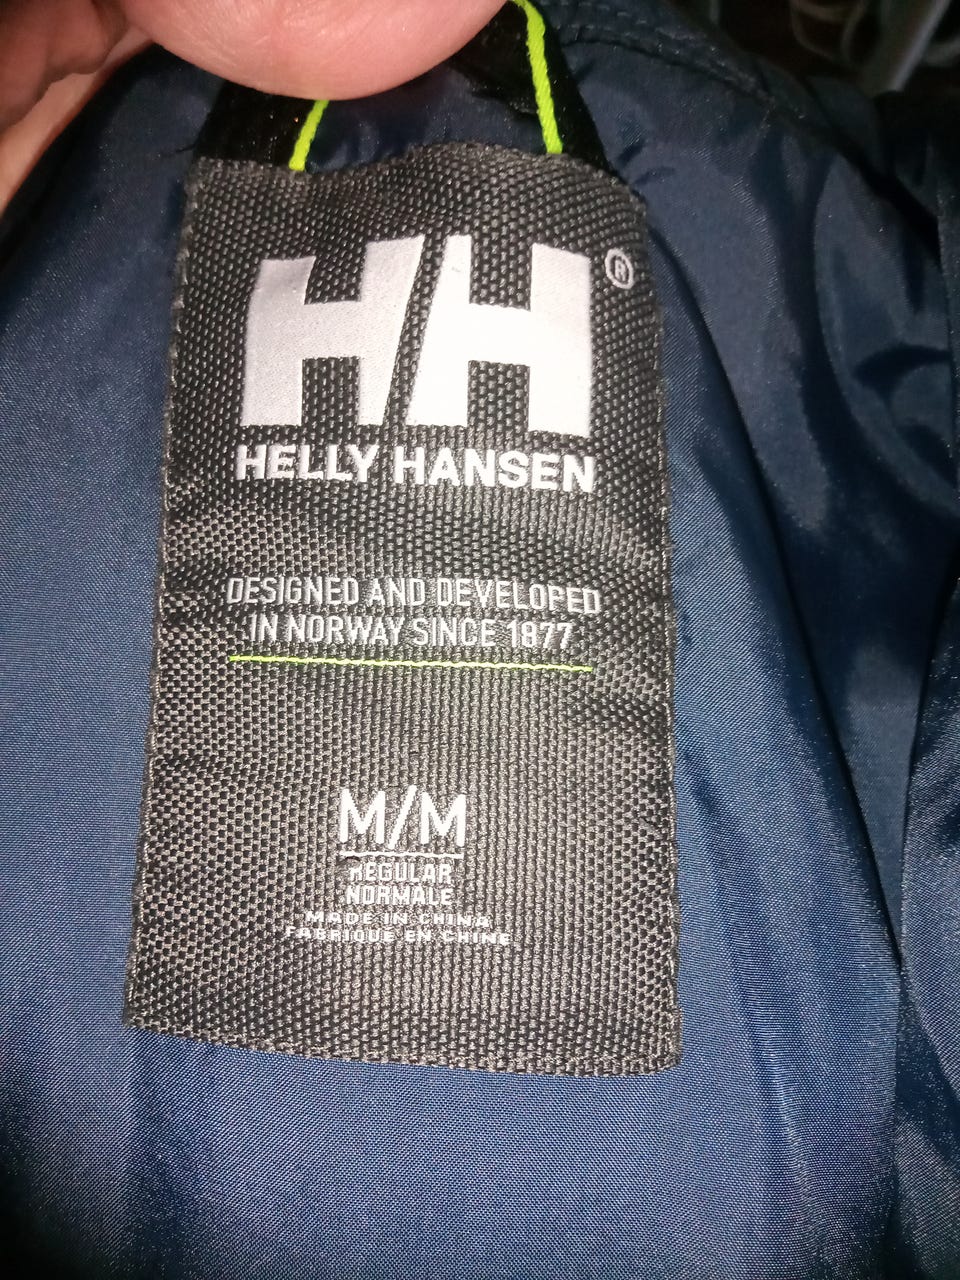 HH®
HELLY HANSEN
DESIGNED AND DEVELOPED
IN NORWAY SINCE 1877
M/M
REGULAR
NORMALE
MADE IN CHINA
FABRIQUE EN CHINE